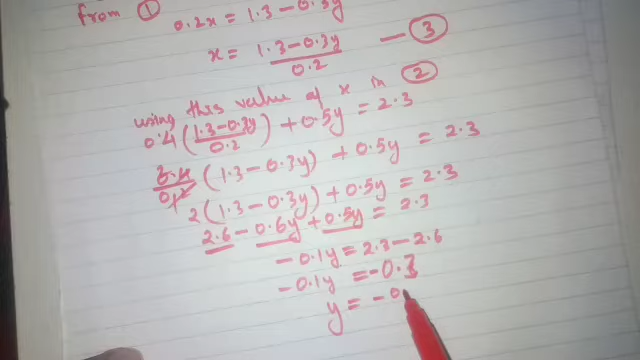 from ① 0.2x = 1.3 - 0.3y
x = 1.3 - 0.3y / 0.2 — ③
using this value of x in ②
0.4 (1.3 - 0.3y / 0.2) + 0.5y = 2.3
0.4 / 0.2 (1.3 - 0.3y) + 0.5y = 2.3
2 (1.3 - 0.3y) + 0.5y = 2.3
2.6 - 0.6y + 0.5y = 2.3
- 0.1y = 2.3 - 2.6
- 0.1y = - 0.3
y = - 0.